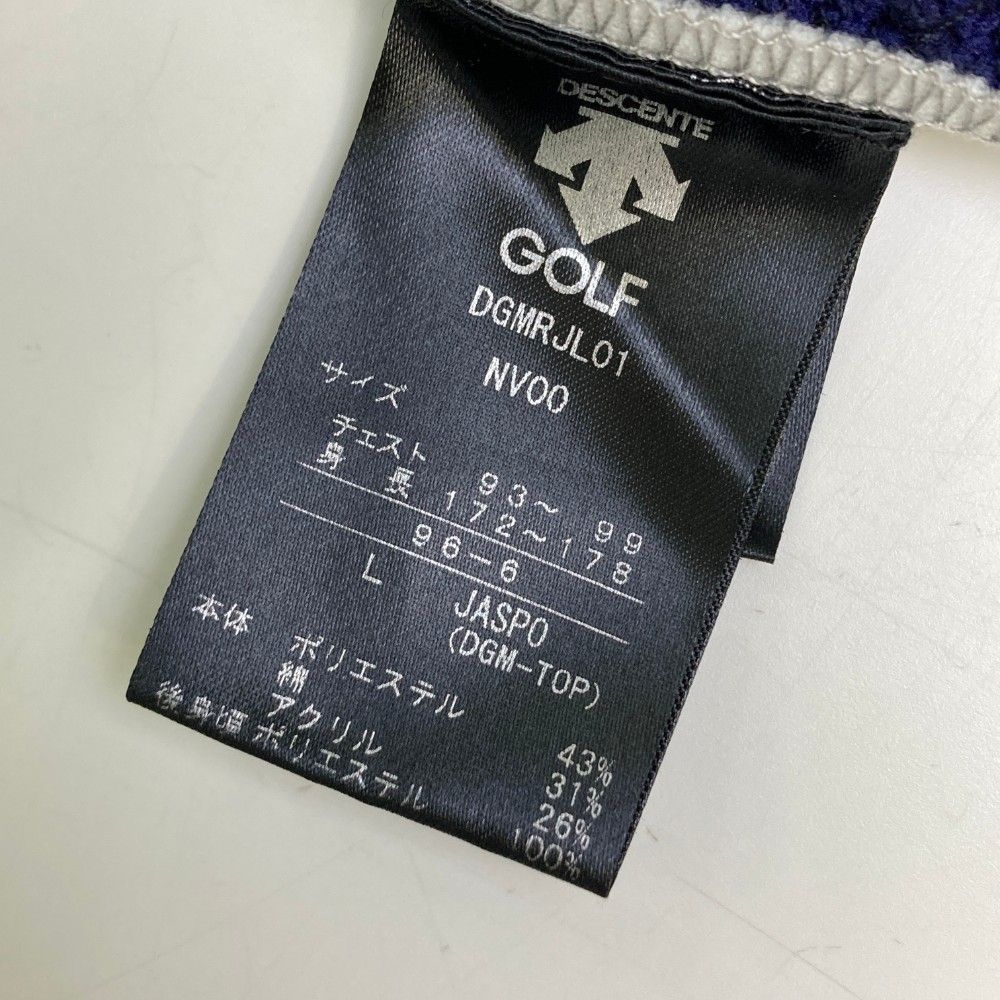 DESCENTE
GOLF
DGMRJL01
NV00
サイズ
チェスト 93～ 99
身長 172～178
96-6
L JASPO
(DGM-TOP)
本体 ポリエステル 43%
綿 31%
アクリル 26%
後身頃 ポリエステル 100%